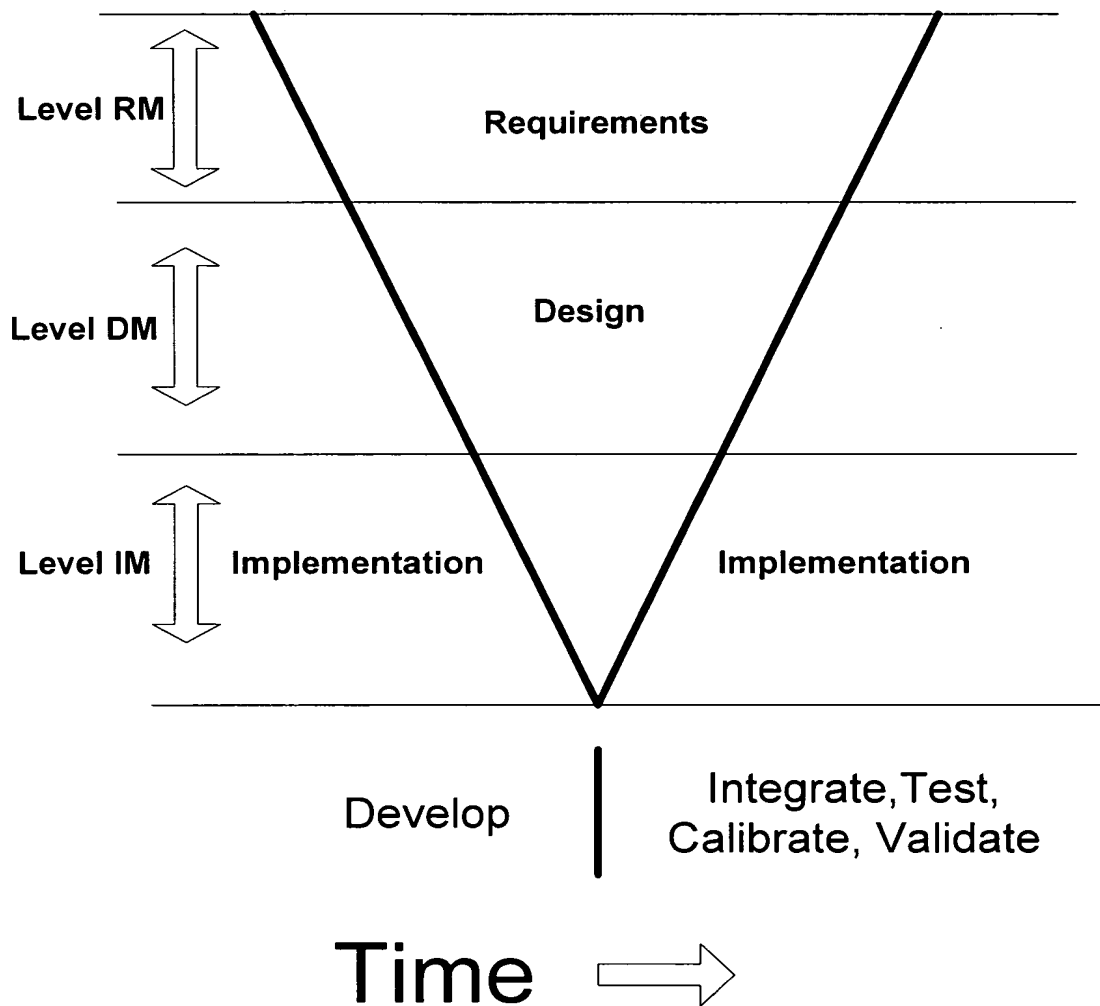 Level RM
Requirements
Level DM
Design
Level IM
Implementation
Implementation
Develop
Integrate,Test,
Calibrate, Validate
Time